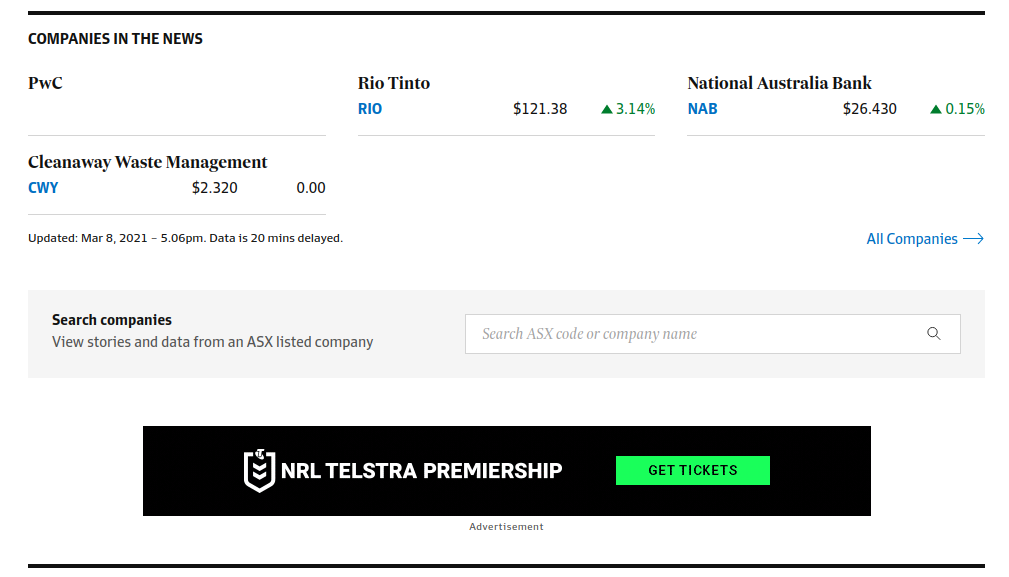 COMPANIES IN THE NEWS
PwC
Rio Tinto
RIO $121.38 ▲ 3.14%
National Australia Bank
NAB $26.430 ▲ 0.15%
Cleanaway Waste Management
CWY $2.320 0.00
Updated: Mar 8, 2021 – 5.06pm. Data is 20 mins delayed.
All Companies →
Search companies
View stories and data from an ASX listed company
Search ASX code or company name
NRL TELSTRA PREMIERSHIP
GET TICKETS
Advertisement